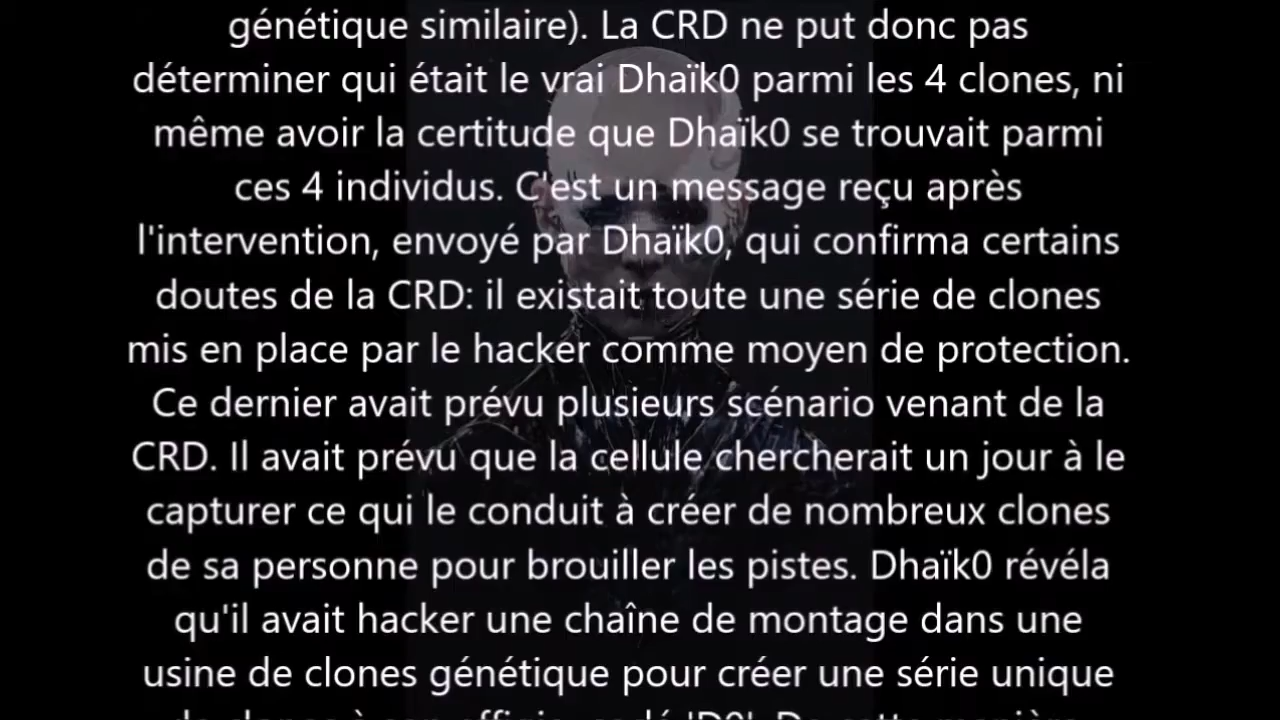 génétique similaire). La CRD ne put donc pas
déterminer qui était le vrai Dhaïk0 parmi les 4 clones, ni
même avoir la certitude que Dhaïk0 se trouvait parmi
ces 4 individus. C'est un message reçu après
l'intervention, envoyé par Dhaïk0, qui confirma certains
doutes de la CRD: il existait toute une série de clones
mis en place par le hacker comme moyen de protection.
Ce dernier avait prévu plusieurs scénario venant de la
CRD. Il avait prévu que la cellule chercherait un jour à le
capturer ce qui le conduit à créer de nombreux clones
de sa personne pour brouiller les pistes. Dhaïk0 révéla
qu'il avait hacker une chaîne de montage dans une
usine de clones génétique pour créer une série unique